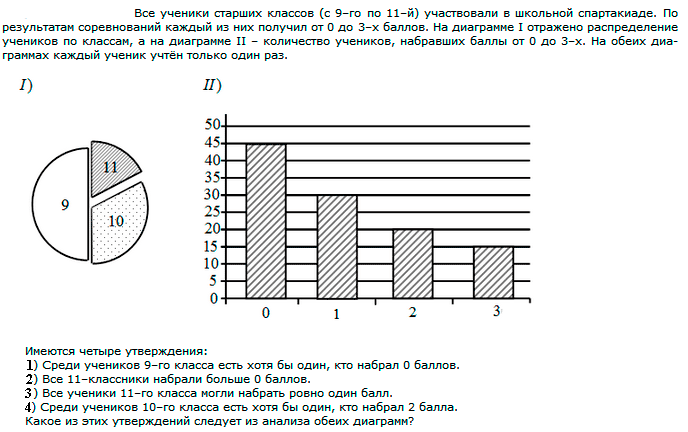 Все ученики старших классов (с 9–го по 11–й) участвовали в школьной спартакиаде. По
результатам соревнований каждый из них получил от 0 до 3–х баллов. На диаграмме I отражено распределение
учеников по классам, а на диаграмме II – количество учеников, набравших баллы от 0 до 3–х. На обеих диа-
граммах каждый ученик учтён только один раз.
I) II)
11
9
10
50
45
40
35
30
25
20
15
10
5
0
0 1 2 3
Имеются четыре утверждения:
1) Среди учеников 9–го класса есть хотя бы один, кто набрал 0 баллов.
2) Все 11–классники набрали больше 0 баллов.
3) Все ученики 11–го класса могли набрать ровно один балл.
4) Среди учеников 10–го класса есть хотя бы один, кто набрал 2 балла.
Какое из этих утверждений следует из анализа обеих диаграмм?